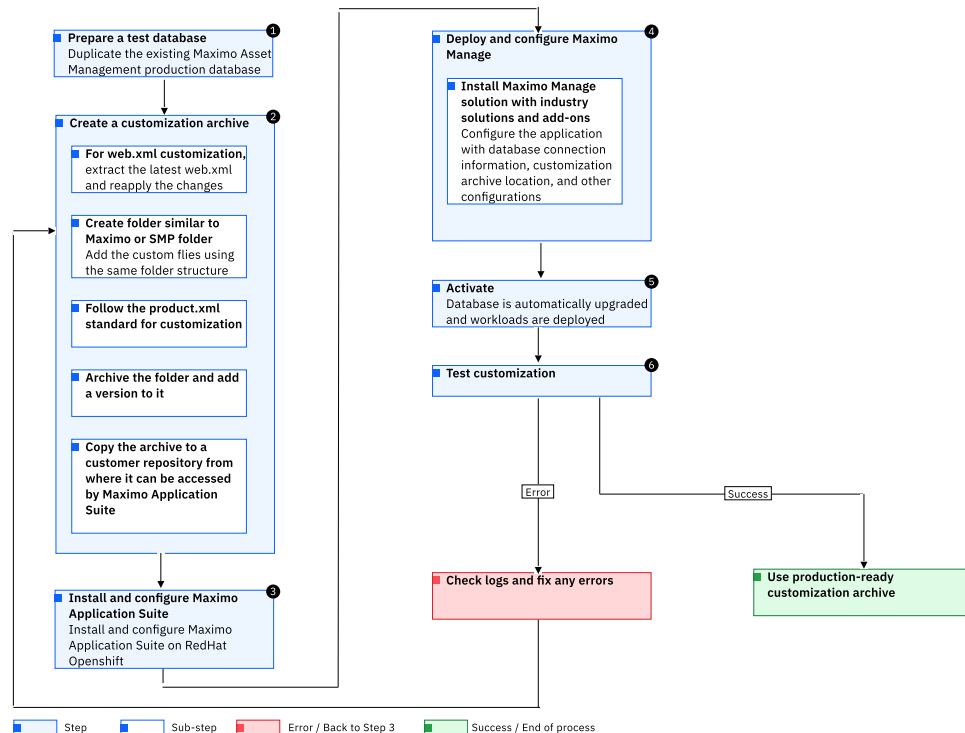 1
Prepare a test database
Duplicate the existing Maximo Asset
Management production database
2
Create a customization archive
For web.xml customization,
extract the latest web.xml
and reapply the changes
Create folder similar to
Maximo or SMP folder
Add the custom flies using
the same folder structure
Follow the product.xml
standard for customization
Archive the folder and add
a version to it
Copy the archive to a
customer repository from
where it can be accessed
by Maximo Application
Suite
3
Install and configure Maximo
Application Suite
Install and configure Maximo
Application Suite on RedHat
Openshift
4
Deploy and configure Maximo
Manage
Install Maximo Manage
solution with industry
solutions and add-ons
Configure the application
with database connection
information, customization
archive location, and other
configurations
5
Activate
Database is automatically upgraded
and workloads are deployed
6
Test customization
Error
Success
Check logs and fix any errors
Use production-ready
customization archive
Step
Sub-step
Error / Back to Step 3
Success / End of process